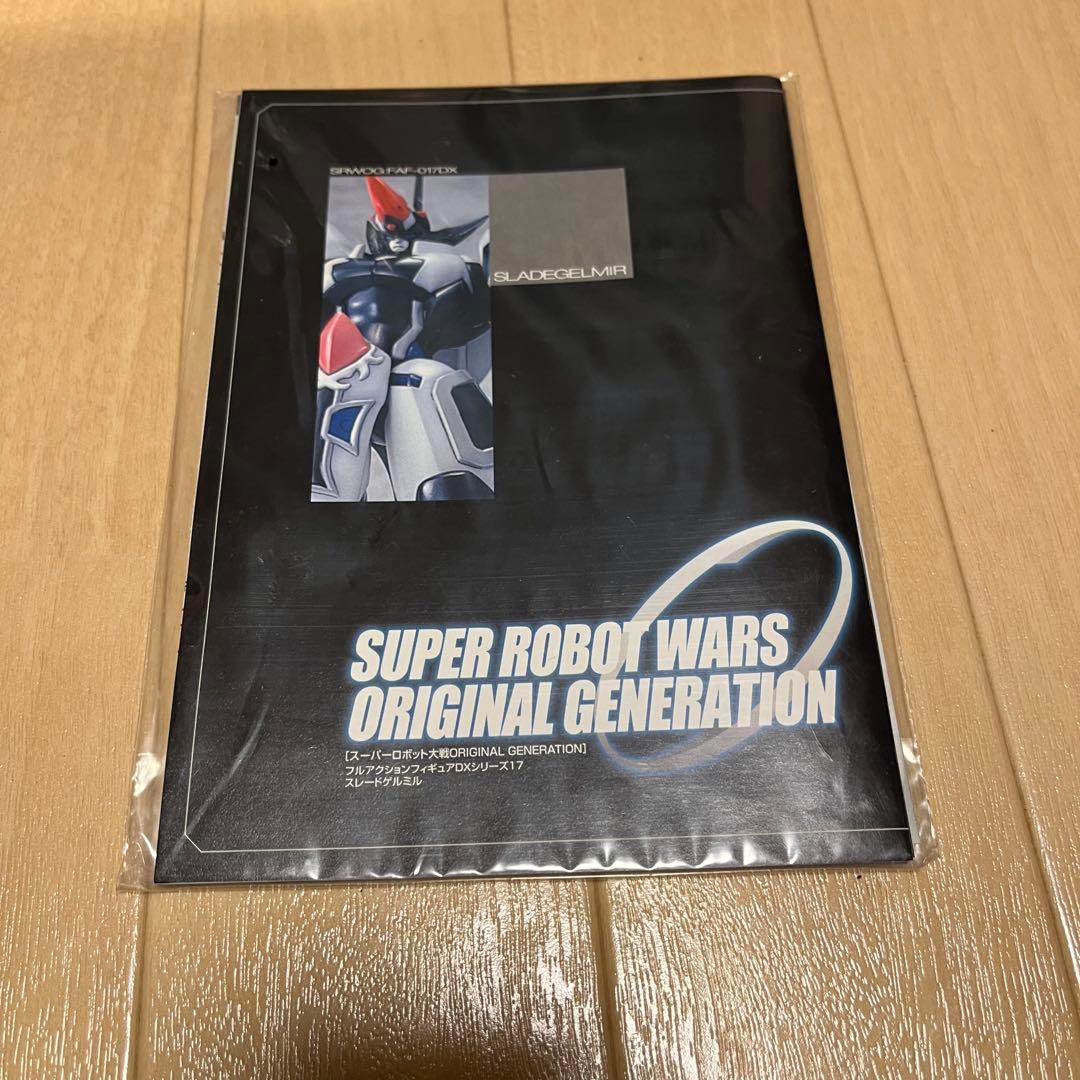 SRWOG FAF-017DX
SLADEGELMIR
SUPER ROBOT WARS
ORIGINAL GENERATION
[スーパーロボット大戦ORIGINAL GENERATION]
フルアクションフィギュアDXシリーズ17
スレードゲルミル